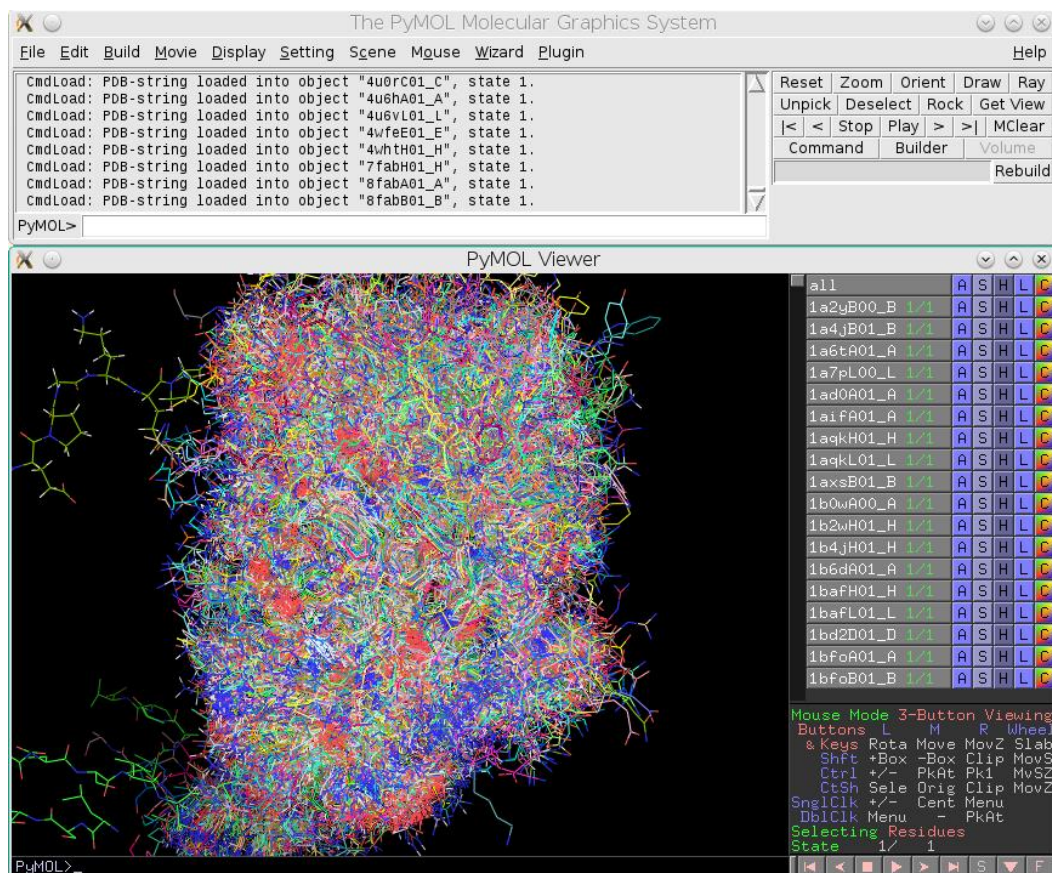 The PyMOL Molecular Graphics System
File Edit Build Movie Display Setting Scene Mouse Wizard Plugin Help
CmdLoad: PDB-string loaded into object "4u0rC01_C", state 1.
CmdLoad: PDB-string loaded into object "4u6hA01_A", state 1.
CmdLoad: PDB-string loaded into object "4u6vL01_L", state 1.
CmdLoad: PDB-string loaded into object "4wfeE01_E", state 1.
CmdLoad: PDB-string loaded into object "4whtH01_H", state 1.
CmdLoad: PDB-string loaded into object "7fabH01_H", state 1.
CmdLoad: PDB-string loaded into object "8fabA01_A", state 1.
CmdLoad: PDB-string loaded into object "8fabB01_B", state 1.
PyMOL>
Reset Zoom Orient Draw Ray
Unpick Deselect Rock Get View
|< < Stop Play > >| MClear
Command Builder Volume
Rebuild
PyMOL Viewer
all A S H L C
1a2yB00_B 1/1 A S H L C
1a4jB01_B 1/1 A S H L C
1a6tA01_A 1/1 A S H L C
1a7pL00_L 1/1 A S H L C
1ad0A01_A 1/1 A S H L C
1aifA01_A 1/1 A S H L C
1aqkH01_H 1/1 A S H L C
1aqkL01_L 1/1 A S H L C
1axsB01_B 1/1 A S H L C
1b0wA00_A 1/1 A S H L C
1b2wH01_H 1/1 A S H L C
1b4jH01_H 1/1 A S H L C
1b6dA01_A 1/1 A S H L C
1bafH01_H 1/1 A S H L C
1bafL01_L 1/1 A S H L C
1bd2D01_D 1/1 A S H L C
1bfoA01_A 1/1 A S H L C
1bfoB01_B 1/1 A S H L C
Mouse Mode 3-Button Viewing
Buttons L M R Wheel
& Keys Rota Move MovZ Slab
Shft +Box -Box Clip MovS
Ctrl +/- PkAt Pk1 MvSZ
CtSh Sele Orig Clip MovZ
SnglClk +/- Cent Menu
DblClk Menu - PkAt
Selecting Residues
State 1/ 1
PyMOL>_
S F